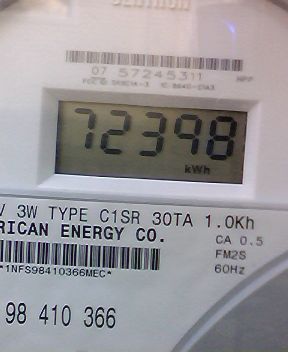 07 57245311
72398
kWh
V 3W TYPE C1SR 30TA 1.0Kh
RICAN ENERGY CO.
CA 0.5
FM2S
60Hz
*1NFS98410366MEC*
98 410 366